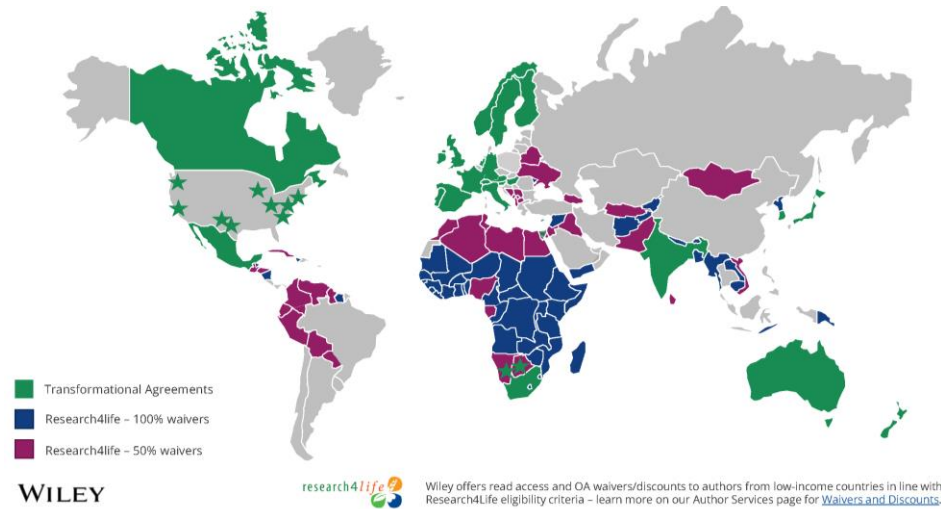 Transformational Agreements
Research4life – 100% waivers
Research4life – 50% waivers
WILEY
research4life
Wiley offers read access and OA waivers/discounts to authors from low-income countries in line with
Research4Life eligibility criteria – learn more on our Author Services page for Waivers and Discounts.